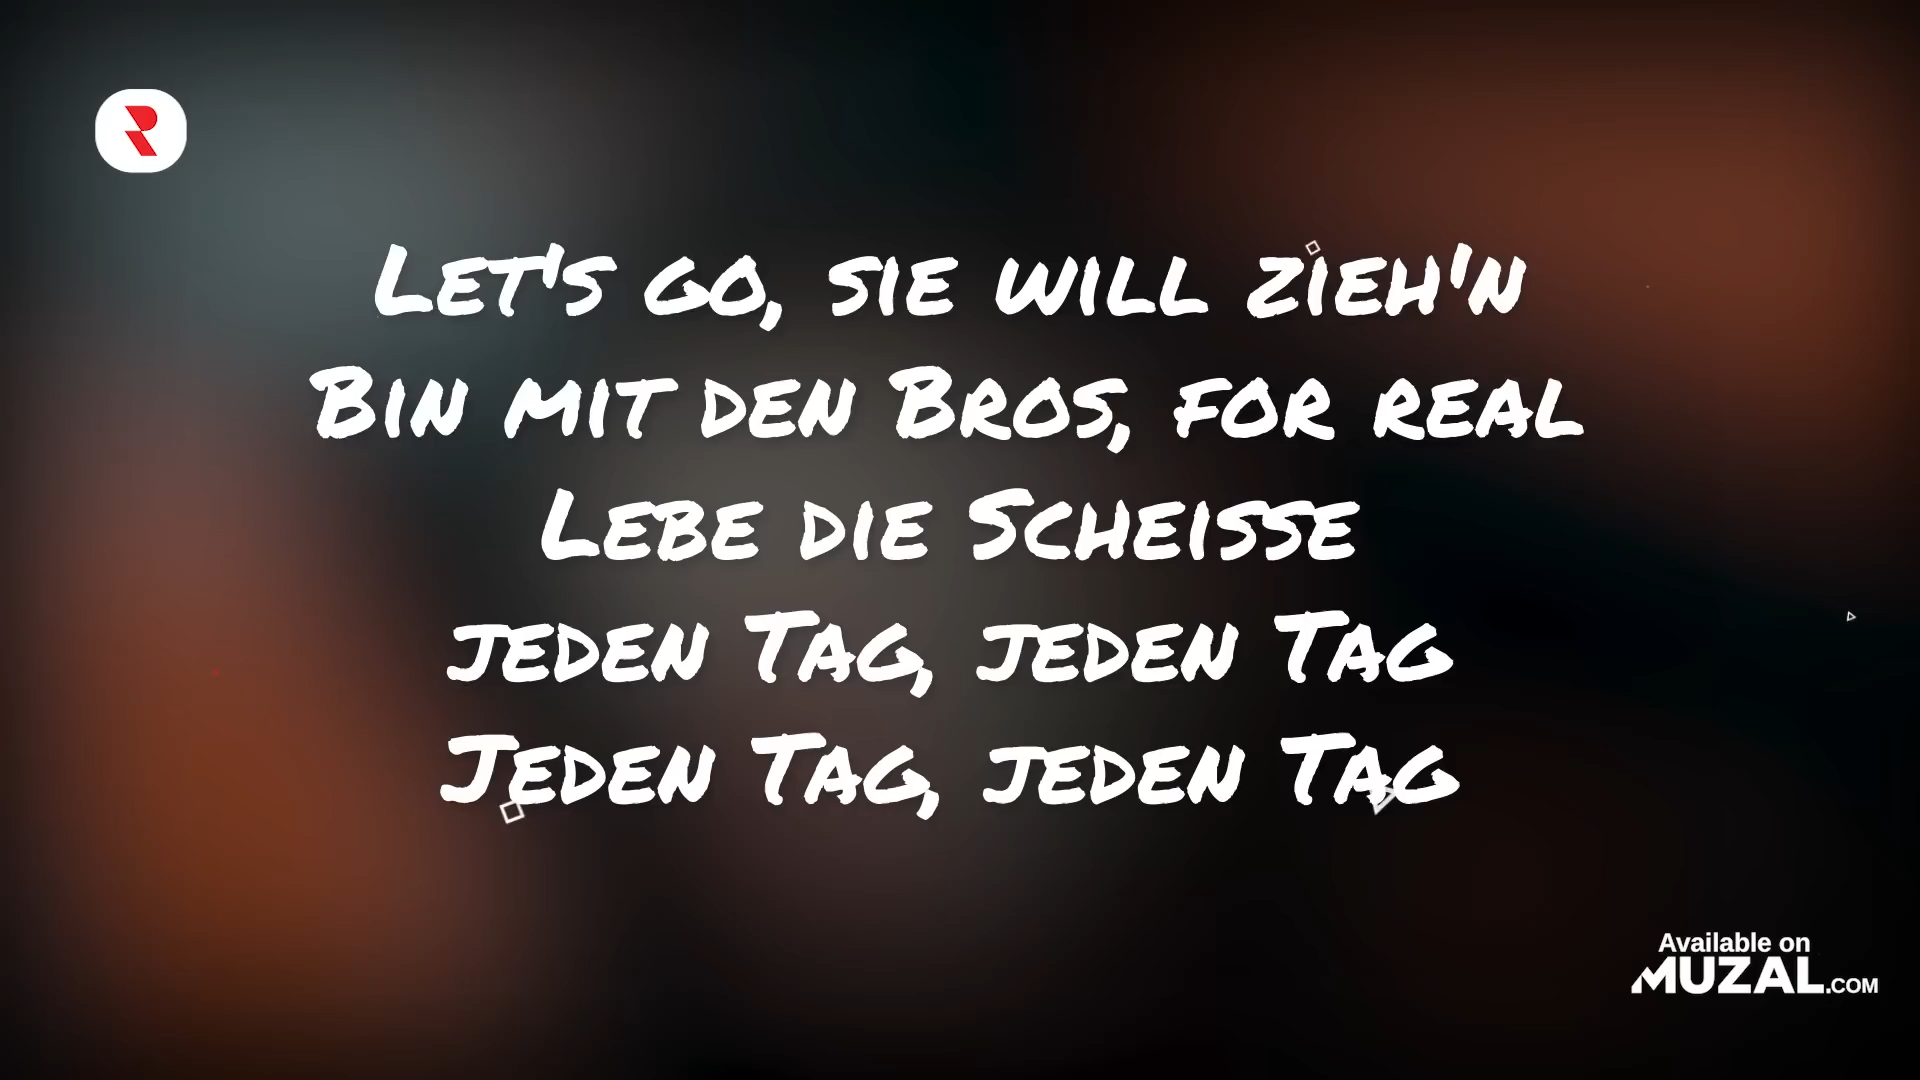 Let's go, sie will zieh'n
Bin mit den Bros, for real
Lebe die Scheisse
jeden Tag, jeden Tag
Jeden Tag, jeden Tag
Available on
MUZAL.COM